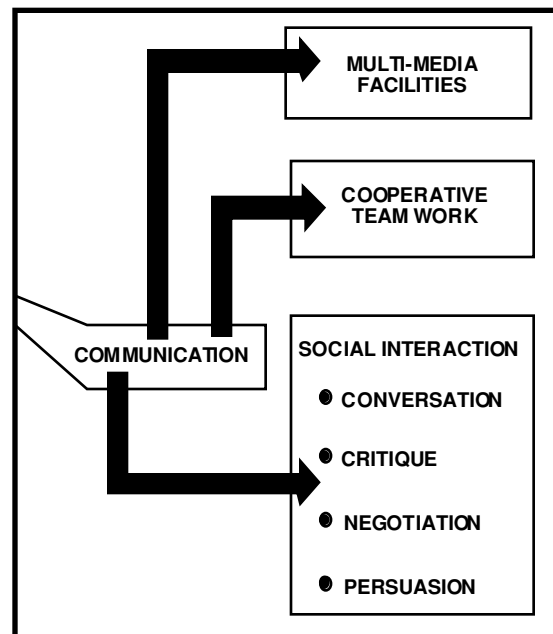 MULTI-MEDIA
FACILITIES
COOPERATIVE
TEAM WORK
COMMUNICATION
SOCIAL INTERACTION
CONVERSATION
CRITIQUE
NEGOTIATION
PERSUASION